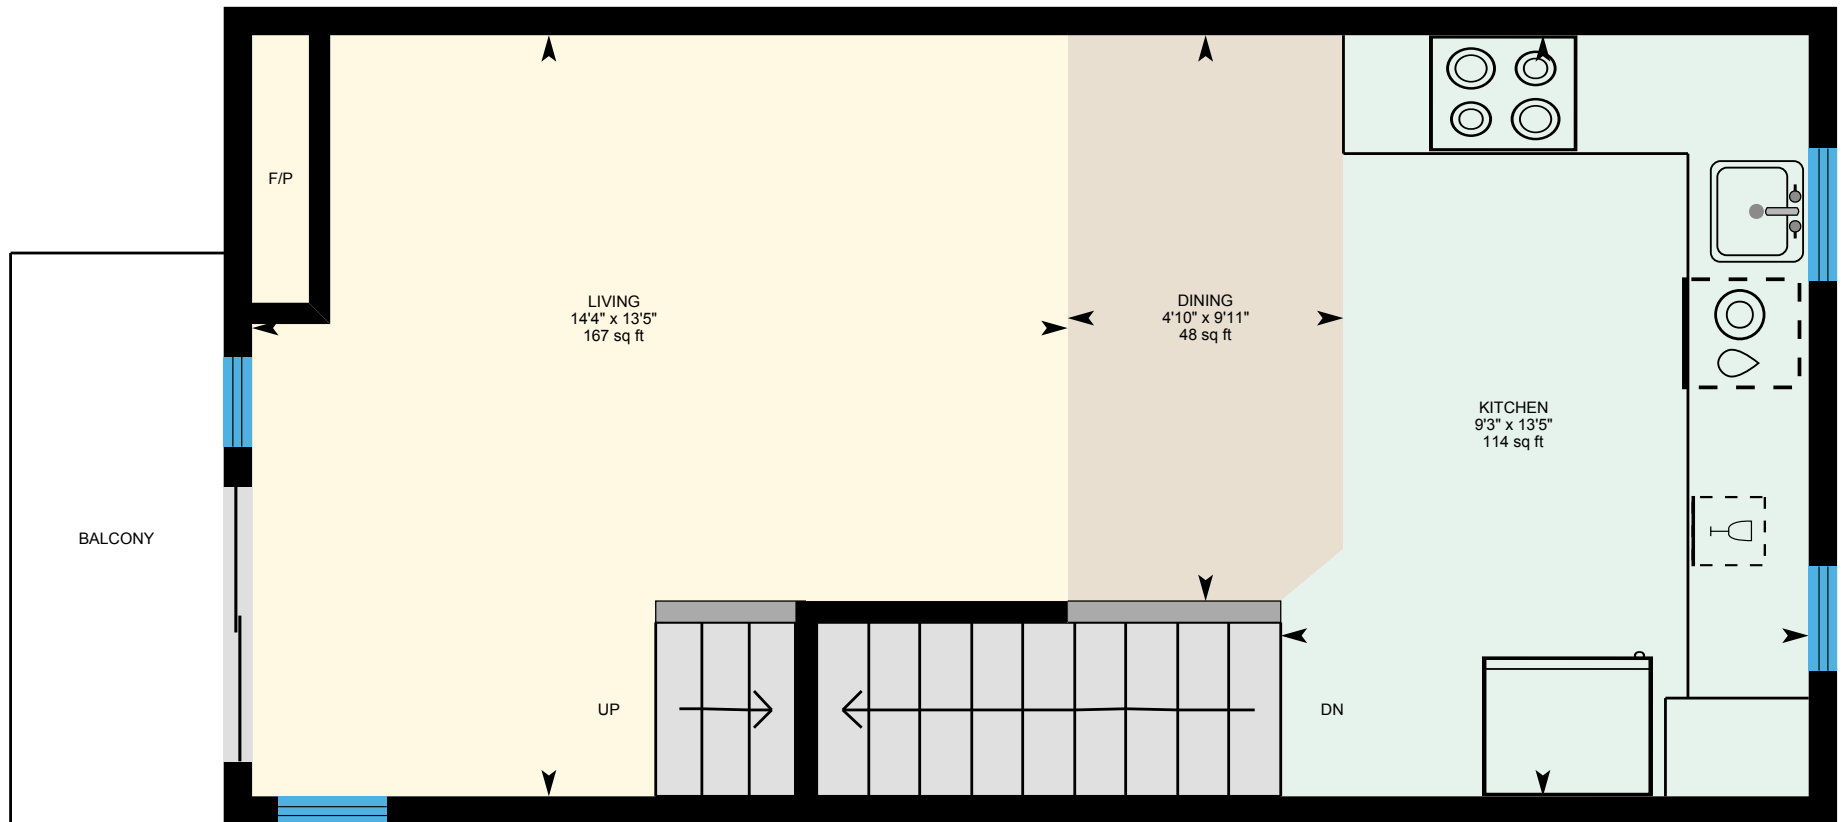 F/P
LIVING
14'4" x 13'5"
167 sq ft
DINING
4'10" x 9'11"
48 sq ft
KITCHEN
9'3" x 13'5"
114 sq ft
BALCONY
UP
DN